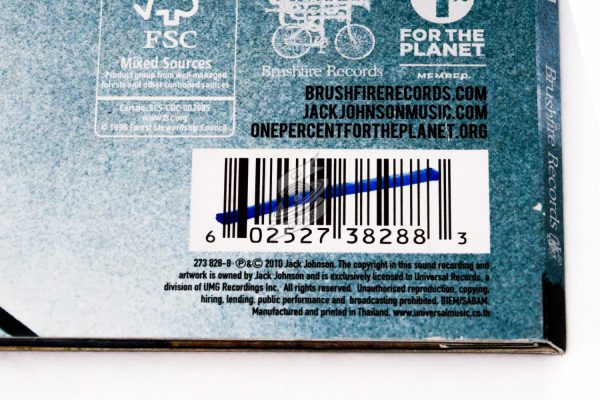 FSC
Mixed Sources
Product group from well-managed
forests and other controlled sources
www.fsc.org
© 1996 Forest Stewardship Council
Brushfire Records
FOR THE
PLANET
MEMBER
BRUSHFIRERECORDS.COM
JACKJOHNSONMUSIC.COM
ONEPERCENTFORTHEPLANET.ORG
6 02527 38288 3
273 828-8 ℗&© 2010 Jack Johnson. The copyright in this sound recording and
artwork is owned by Jack Johnson and is exclusively licensed to Universal Records, a
division of UMG Recordings Inc. All rights reserved. Unauthorised reproduction, copying,
hiring, lending, public performance and broadcasting prohibited. BIEM/SABAM.
Manufactured and printed in Thailand. www.universalmusic.co.th
Brushfire Records